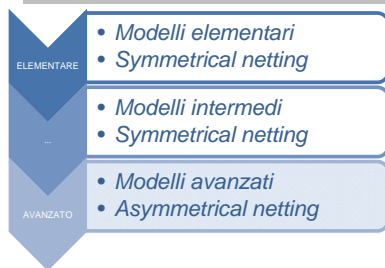 ELEMENTARE
• Modelli elementari
• Symmetrical netting
...
• Modelli intermedi
• Symmetrical netting
AVANZATO
• Modelli avanzati
• Asymmetrical netting